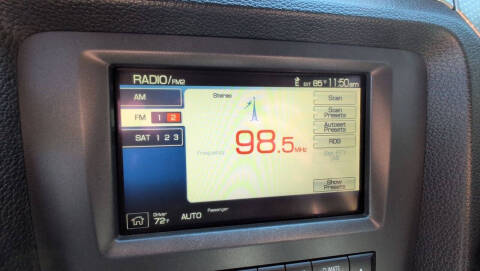 RADIO/FM2
E EXT 85°F 11:50am
AM
Stereo
Scan
FM 1 2
Scan Presets
Autoset Presets
SAT 1 2 3
98.5 MHz
Frequency
RDS
Show Presets
Driver
72°F
AUTO
Passenger